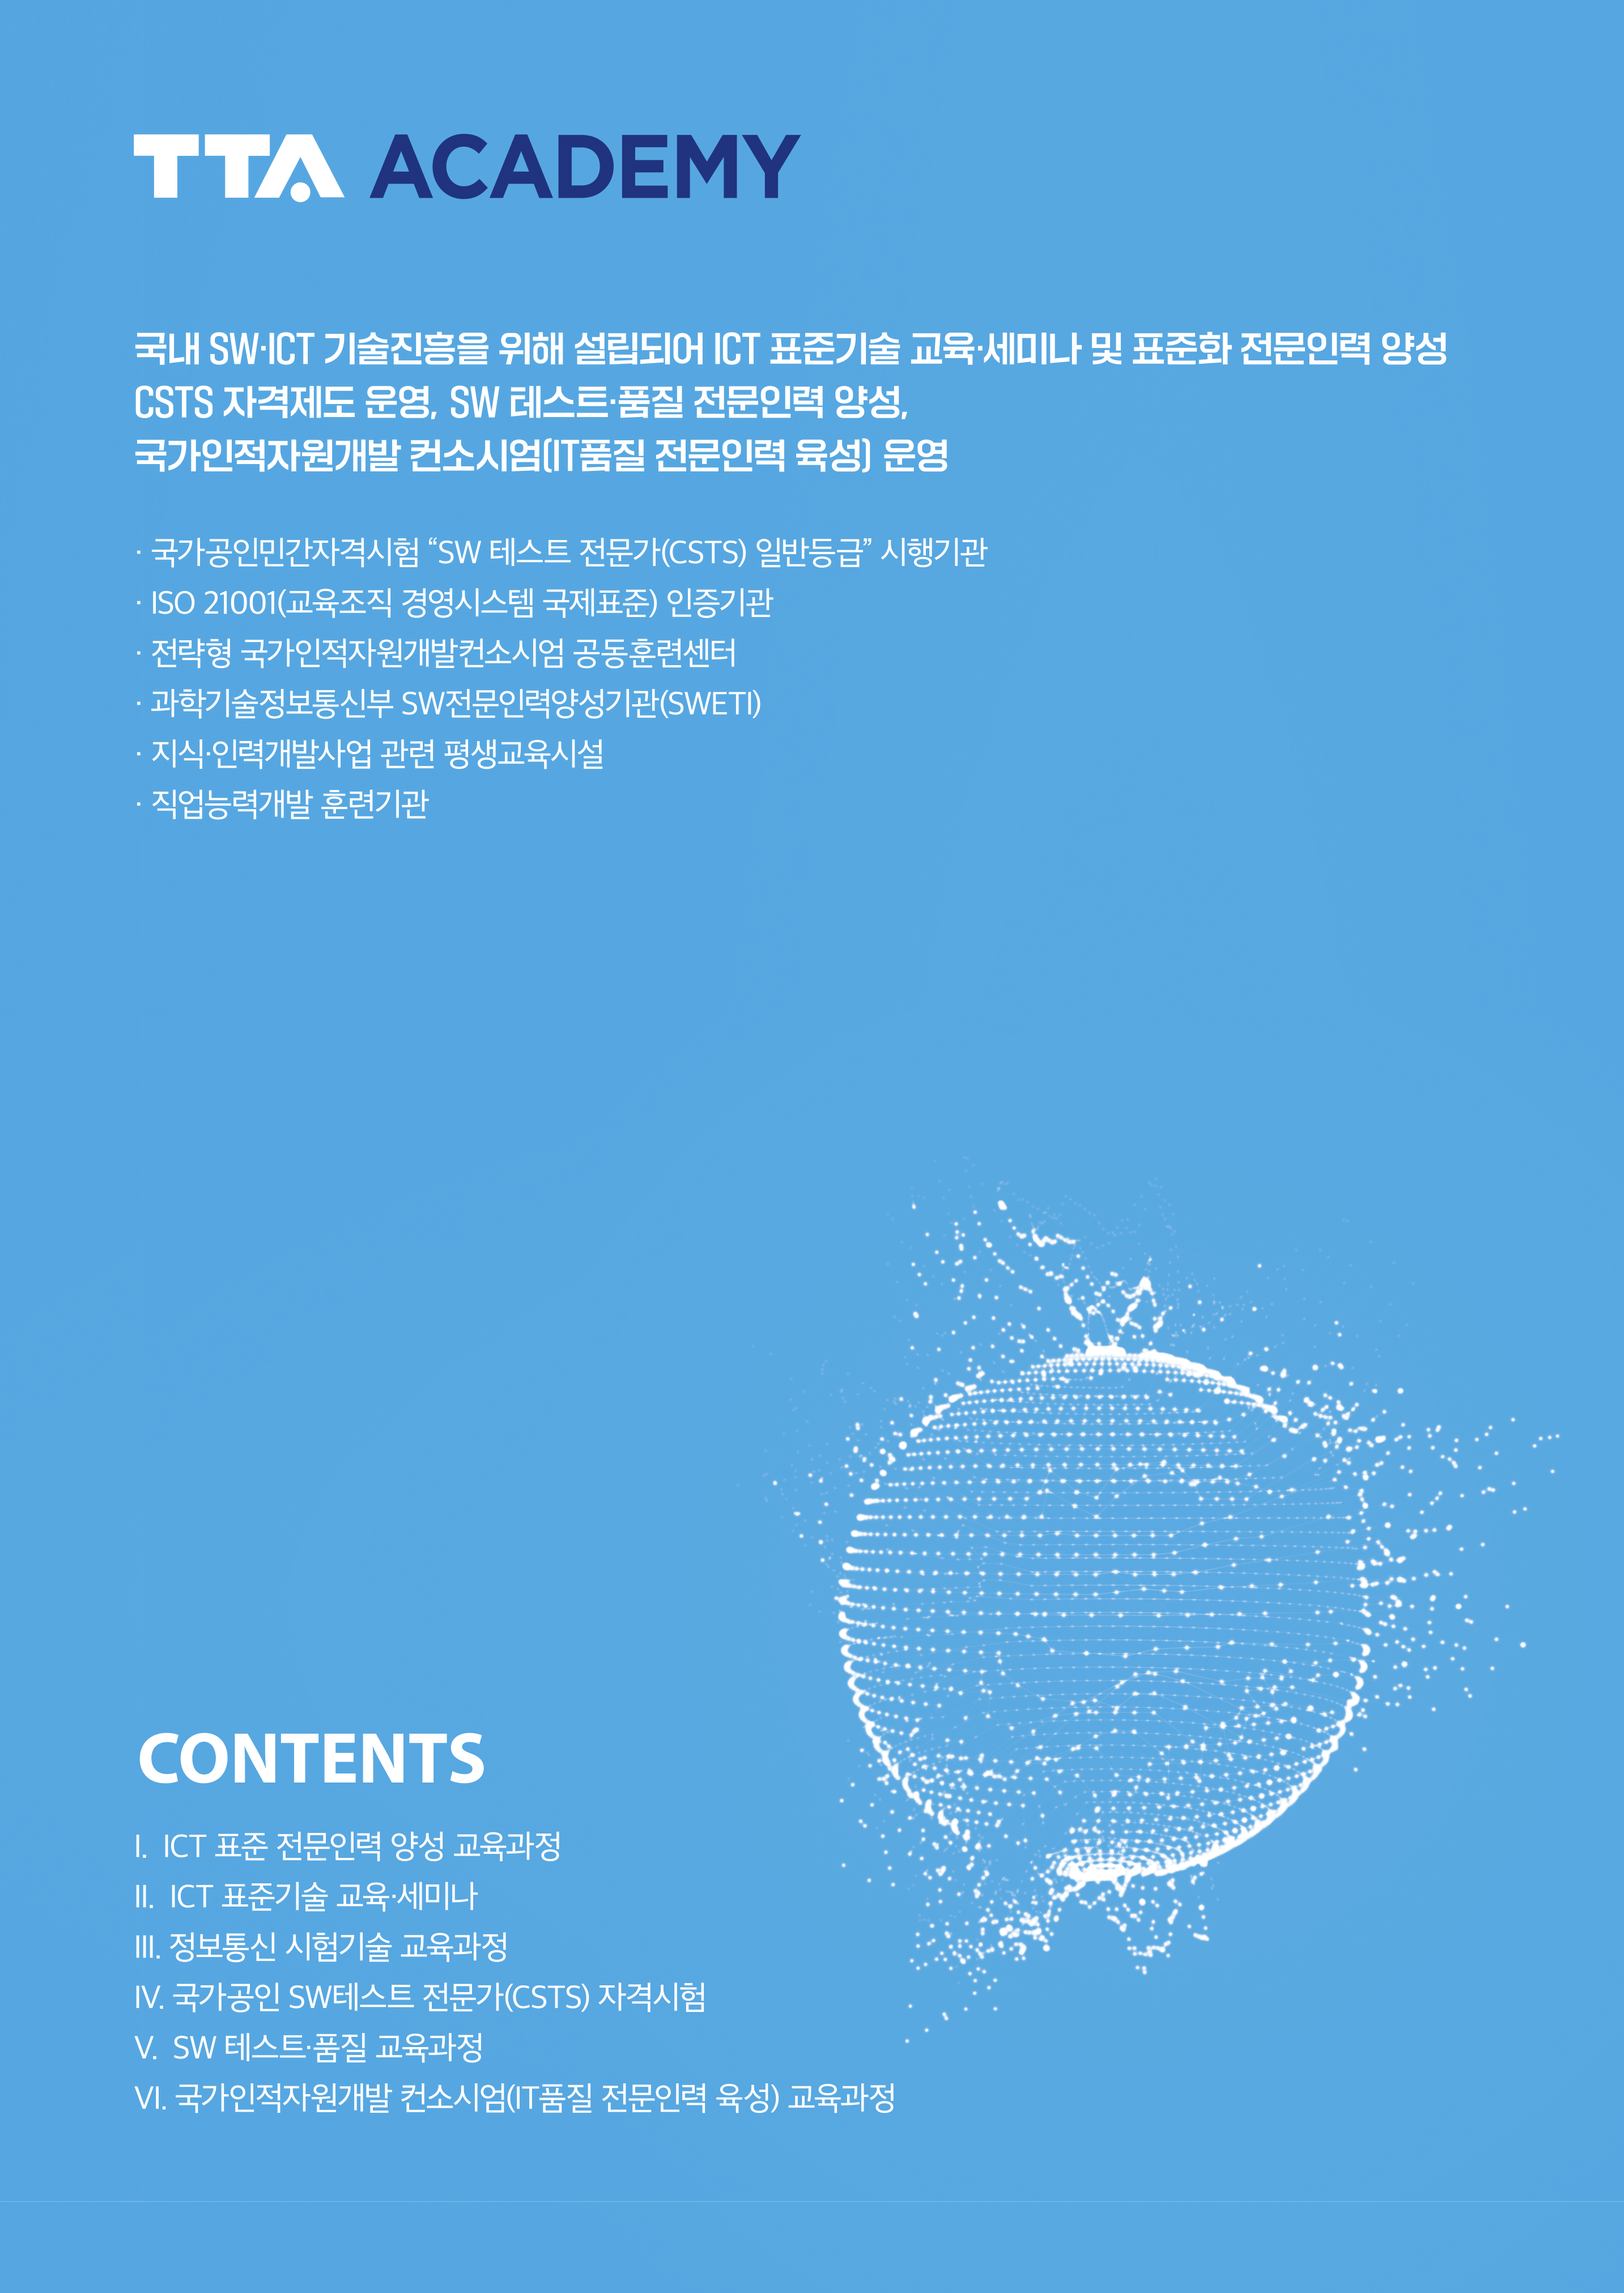 TTA ACADEMY
국내 SW·ICT 기술진흥을 위해 설립되어 ICT 표준기술 교육·세미나 및 표준화 전문인력 양성
CSTS 자격제도 운영, SW 테스트·품질 전문인력 양성,
국가인적자원개발 컨소시엄(IT품질 전문인력 육성) 운영
· 국가공인민간자격시험 “SW 테스트 전문가(CSTS) 일반등급” 시행기관
· ISO 21001(교육조직 경영시스템 국제표준) 인증기관
· 전략형 국가인적자원개발컨소시엄 공동훈련센터
· 과학기술정보통신부 SW전문인력양성기관(SWETI)
· 지식·인력개발사업 관련 평생교육시설
· 직업능력개발 훈련기관
CONTENTS
I. ICT 표준 전문인력 양성 교육과정
II. ICT 표준기술 교육·세미나
III. 정보통신 시험기술 교육과정
IV. 국가공인 SW테스트 전문가(CSTS) 자격시험
V. SW 테스트·품질 교육과정
VI. 국가인적자원개발 컨소시엄(IT품질 전문인력 육성) 교육과정